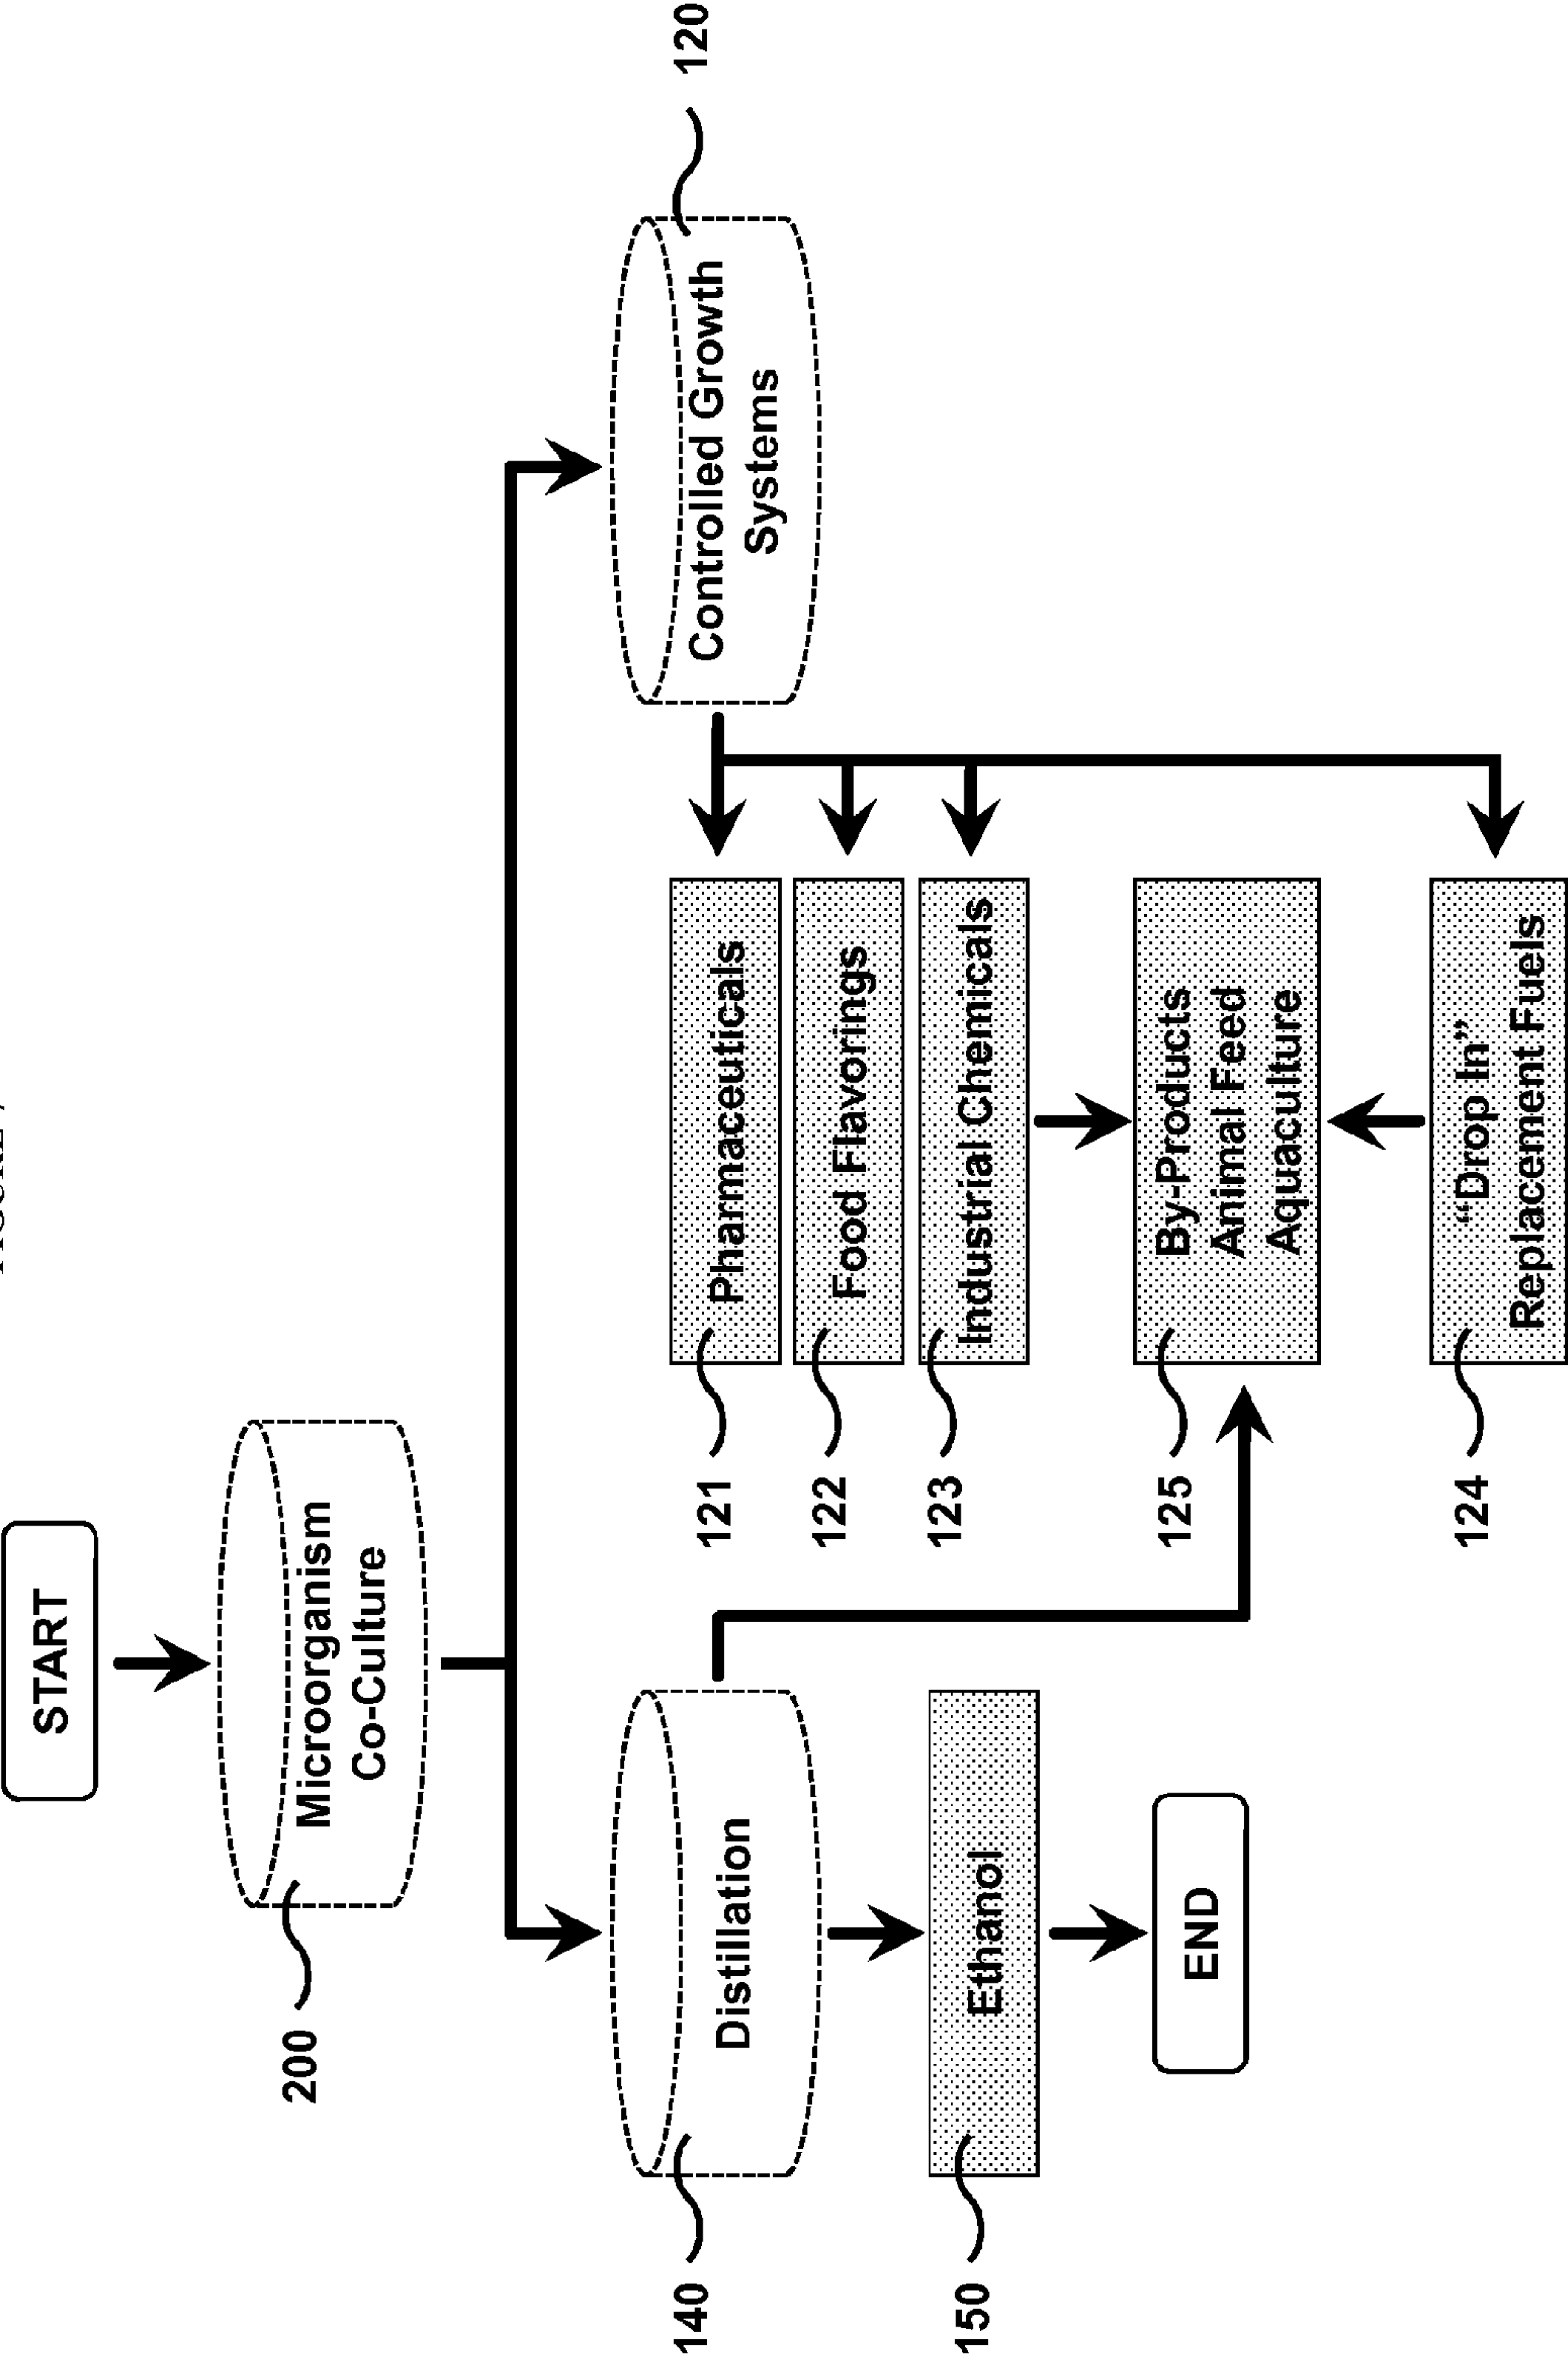 START
Microorganism
Co-Culture
200
Distillation
140
Controlled Growth
Systems
120
Ethanol
150
END
Pharmaceuticals
121
Food Flavorings
122
Industrial Chemicals
123
By-Products
Animal Feed
Aquaculture
125
“Drop In”
Replacement Fuels
124